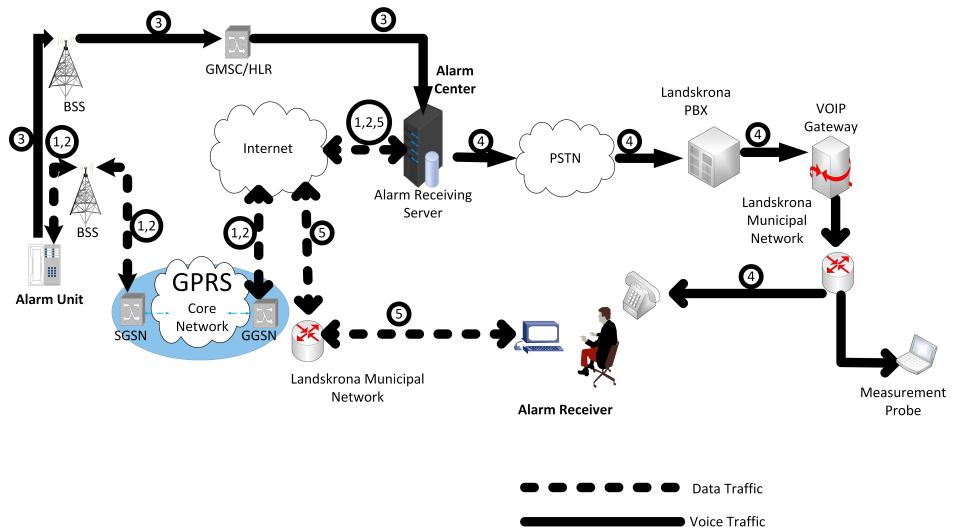 3
3
GMSC/HLR
BSS
Alarm
Center
Landskrona
PBX
VOIP
Gateway
3
1,2
1,2,5
Internet
4
PSTN
4
4
Alarm Receiving
Server
BSS
1,2
1,2
5
Landskrona
Municipal
Network
Alarm Unit
GPRS
Core
Network
SGSN
GGSN
4
5
Landskrona Municipal
Network
Alarm Receiver
Measurement
Probe
Data Traffic
Voice Traffic